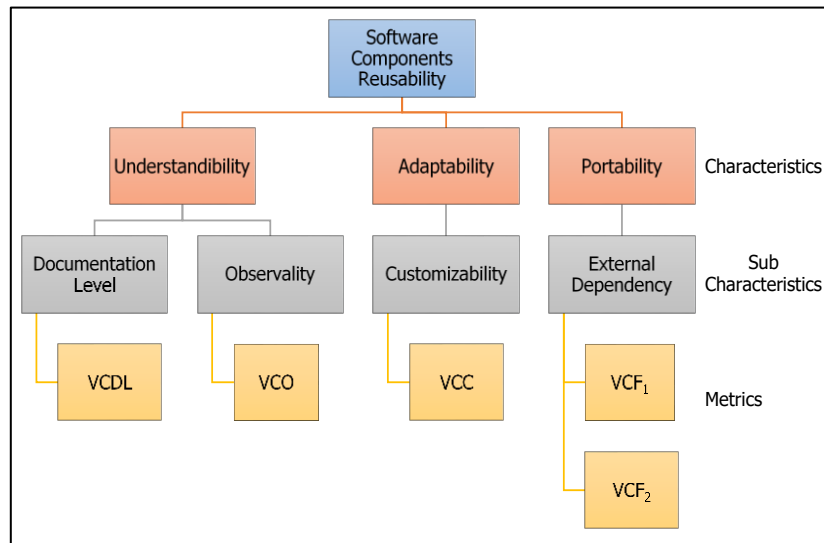 Software
Components
Reusability
Understandibility
Adaptability
Portability
Characteristics
Documentation
Level
Observality
Customizability
External
Dependency
Sub
Characteristics
VCDL
VCO
VCC
VCF₁
Metrics
VCF₂